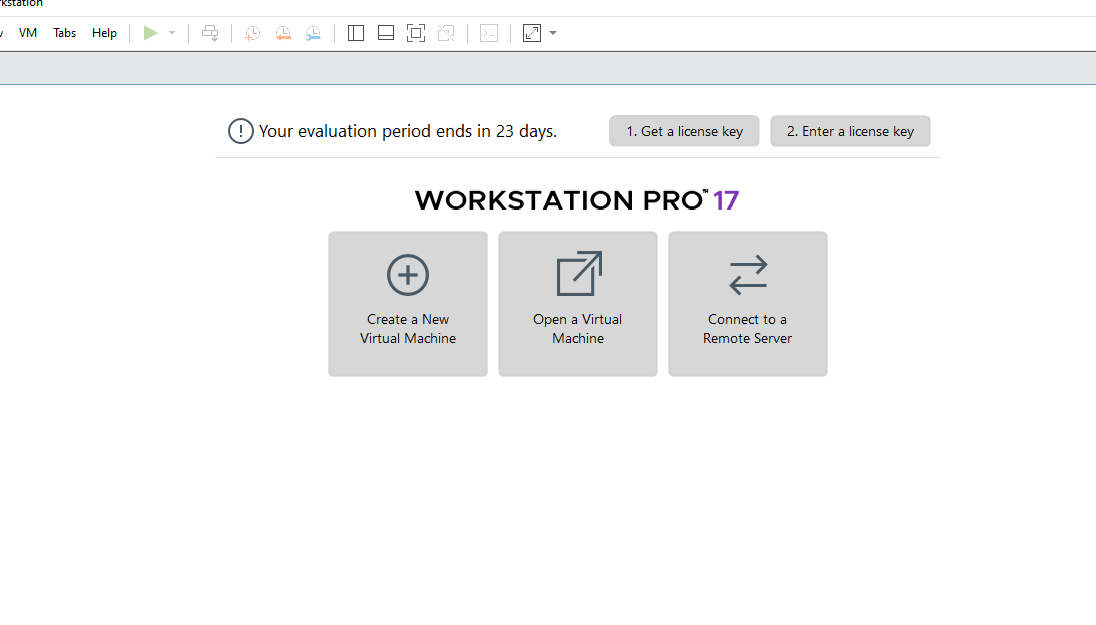 VM Tabs Help
Your evaluation period ends in 23 days.
1. Get a license key
2. Enter a license key
WORKSTATION PRO™ 17
Create a New
Virtual Machine
Open a Virtual
Machine
Connect to a
Remote Server